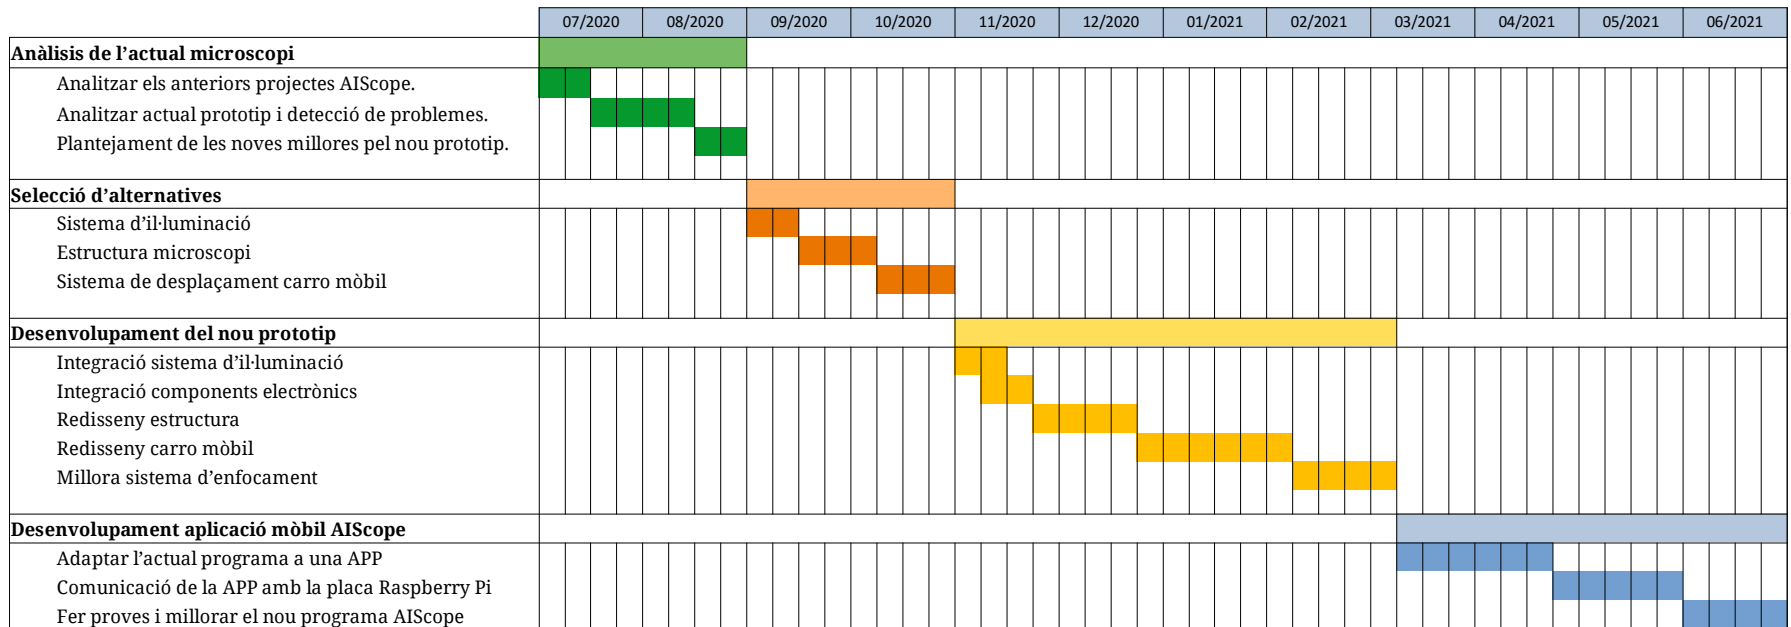 07/2020 08/2020 09/2020 10/2020 11/2020 12/2020 01/2021 02/2021 03/2021 04/2021 05/2021 06/2021
Anàlisis de l’actual microscopi
Analitzar els anteriors projectes AIScope.
Analitzar actual prototip i detecció de problemes.
Plantejament de les noves millores pel nou prototip.
Selecció d’alternatives
Sistema d’il·luminació
Estructura microscopi
Sistema de desplaçament carro mòbil
Desenvolupament del nou prototip
Integració sistema d’il·luminació
Integració components electrònics
Redisseny estructura
Redisseny carro mòbil
Millora sistema d’enfocament
Desenvolupament aplicació mòbil AIScope
Adaptar l’actual programa a una APP
Comunicació de la APP amb la placa Raspberry Pi
Fer proves i millorar el nou programa AIScope